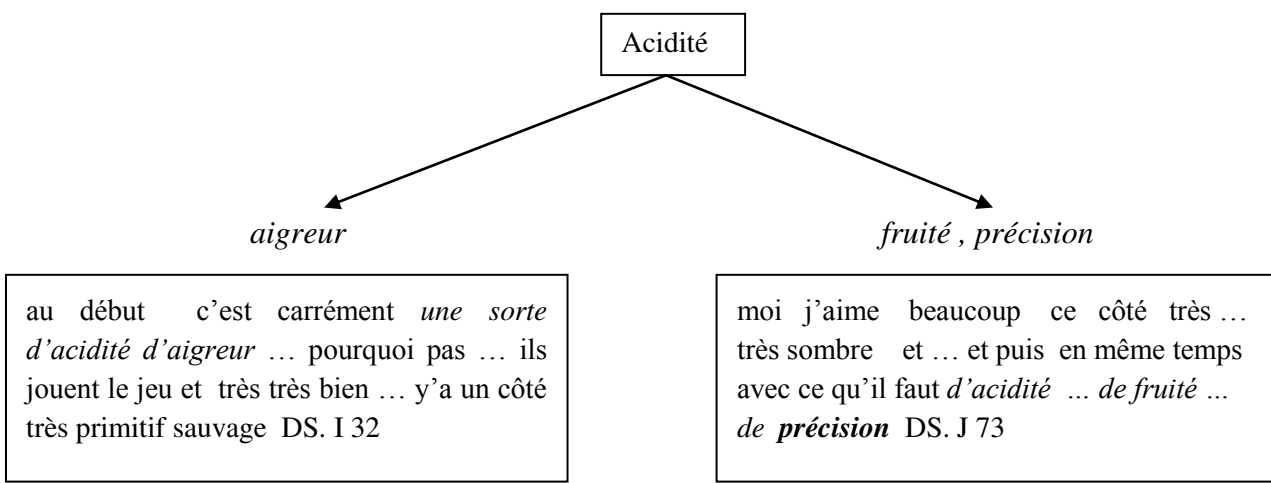 Acidité
aigreur
fruité , précision
au début c’est carrément une sorte
d’acidité d’aigreur … pourquoi pas … ils
jouent le jeu et très très bien … y’a un côté
très primitif sauvage DS. I 32
moi j’aime beaucoup ce côté très …
très sombre et … et puis en même temps
avec ce qu’il faut d’acidité … de fruité …
de précision DS. J 73